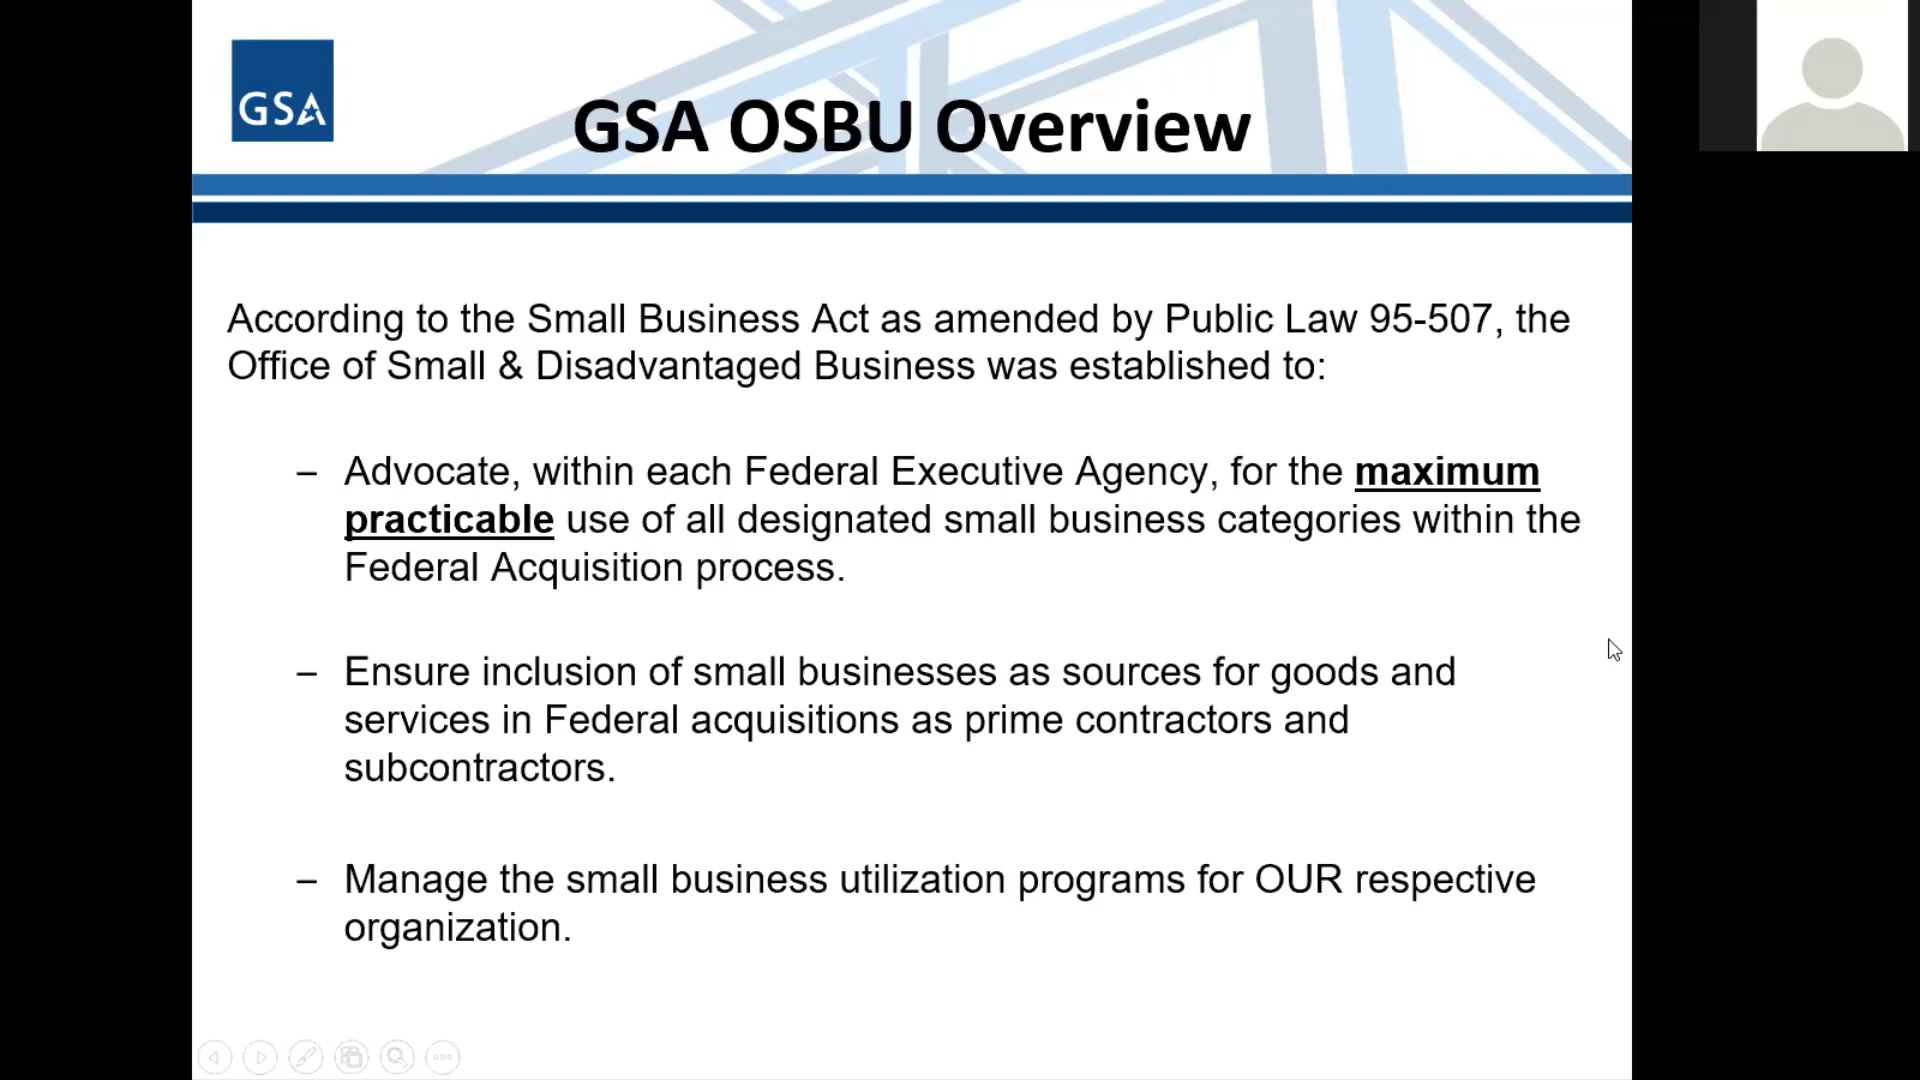 GSA
GSA OSBU Overview
According to the Small Business Act as amended by Public Law 95-507, the
Office of Small & Disadvantaged Business was established to:
– Advocate, within each Federal Executive Agency, for the maximum
practicable use of all designated small business categories within the
Federal Acquisition process.
– Ensure inclusion of small businesses as sources for goods and
services in Federal acquisitions as prime contractors and
subcontractors.
– Manage the small business utilization programs for OUR respective
organization.